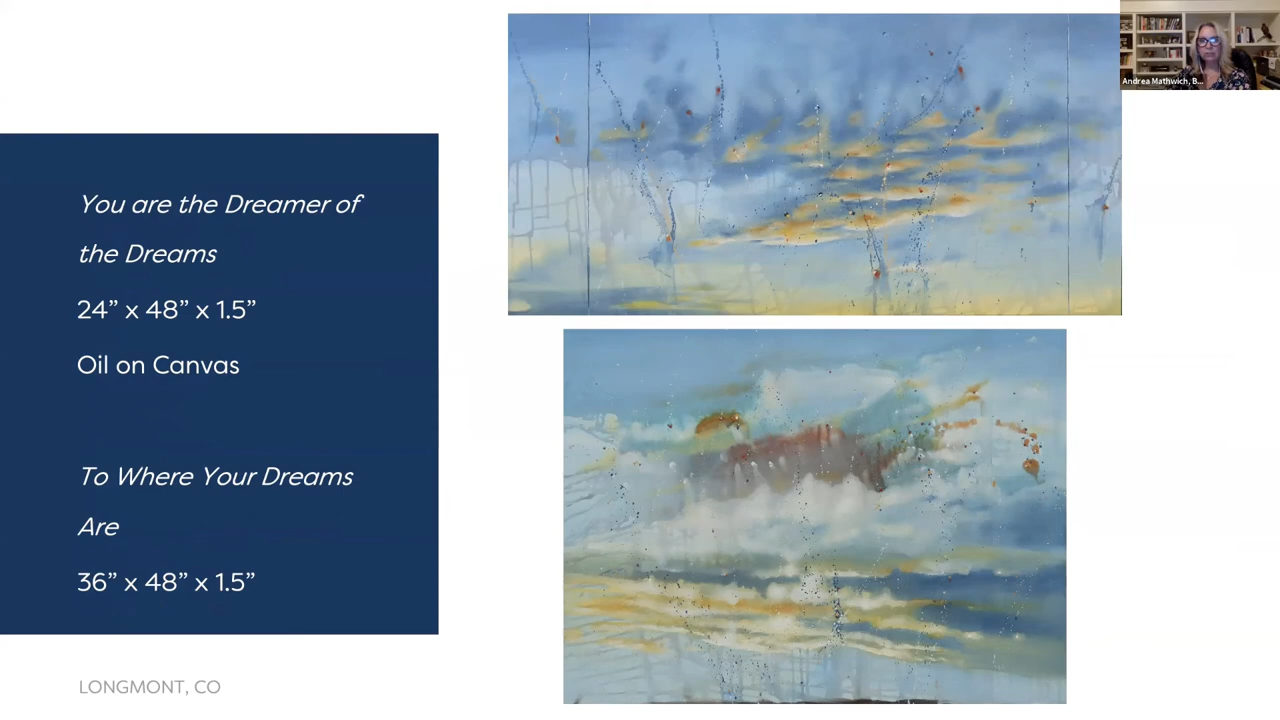 You are the Dreamer of
the Dreams
24” x 48” x 1.5”
Oil on Canvas
To Where Your Dreams
Are
36” x 48” x 1.5”
LONGMONT, CO
Andrea Mathwich, B...